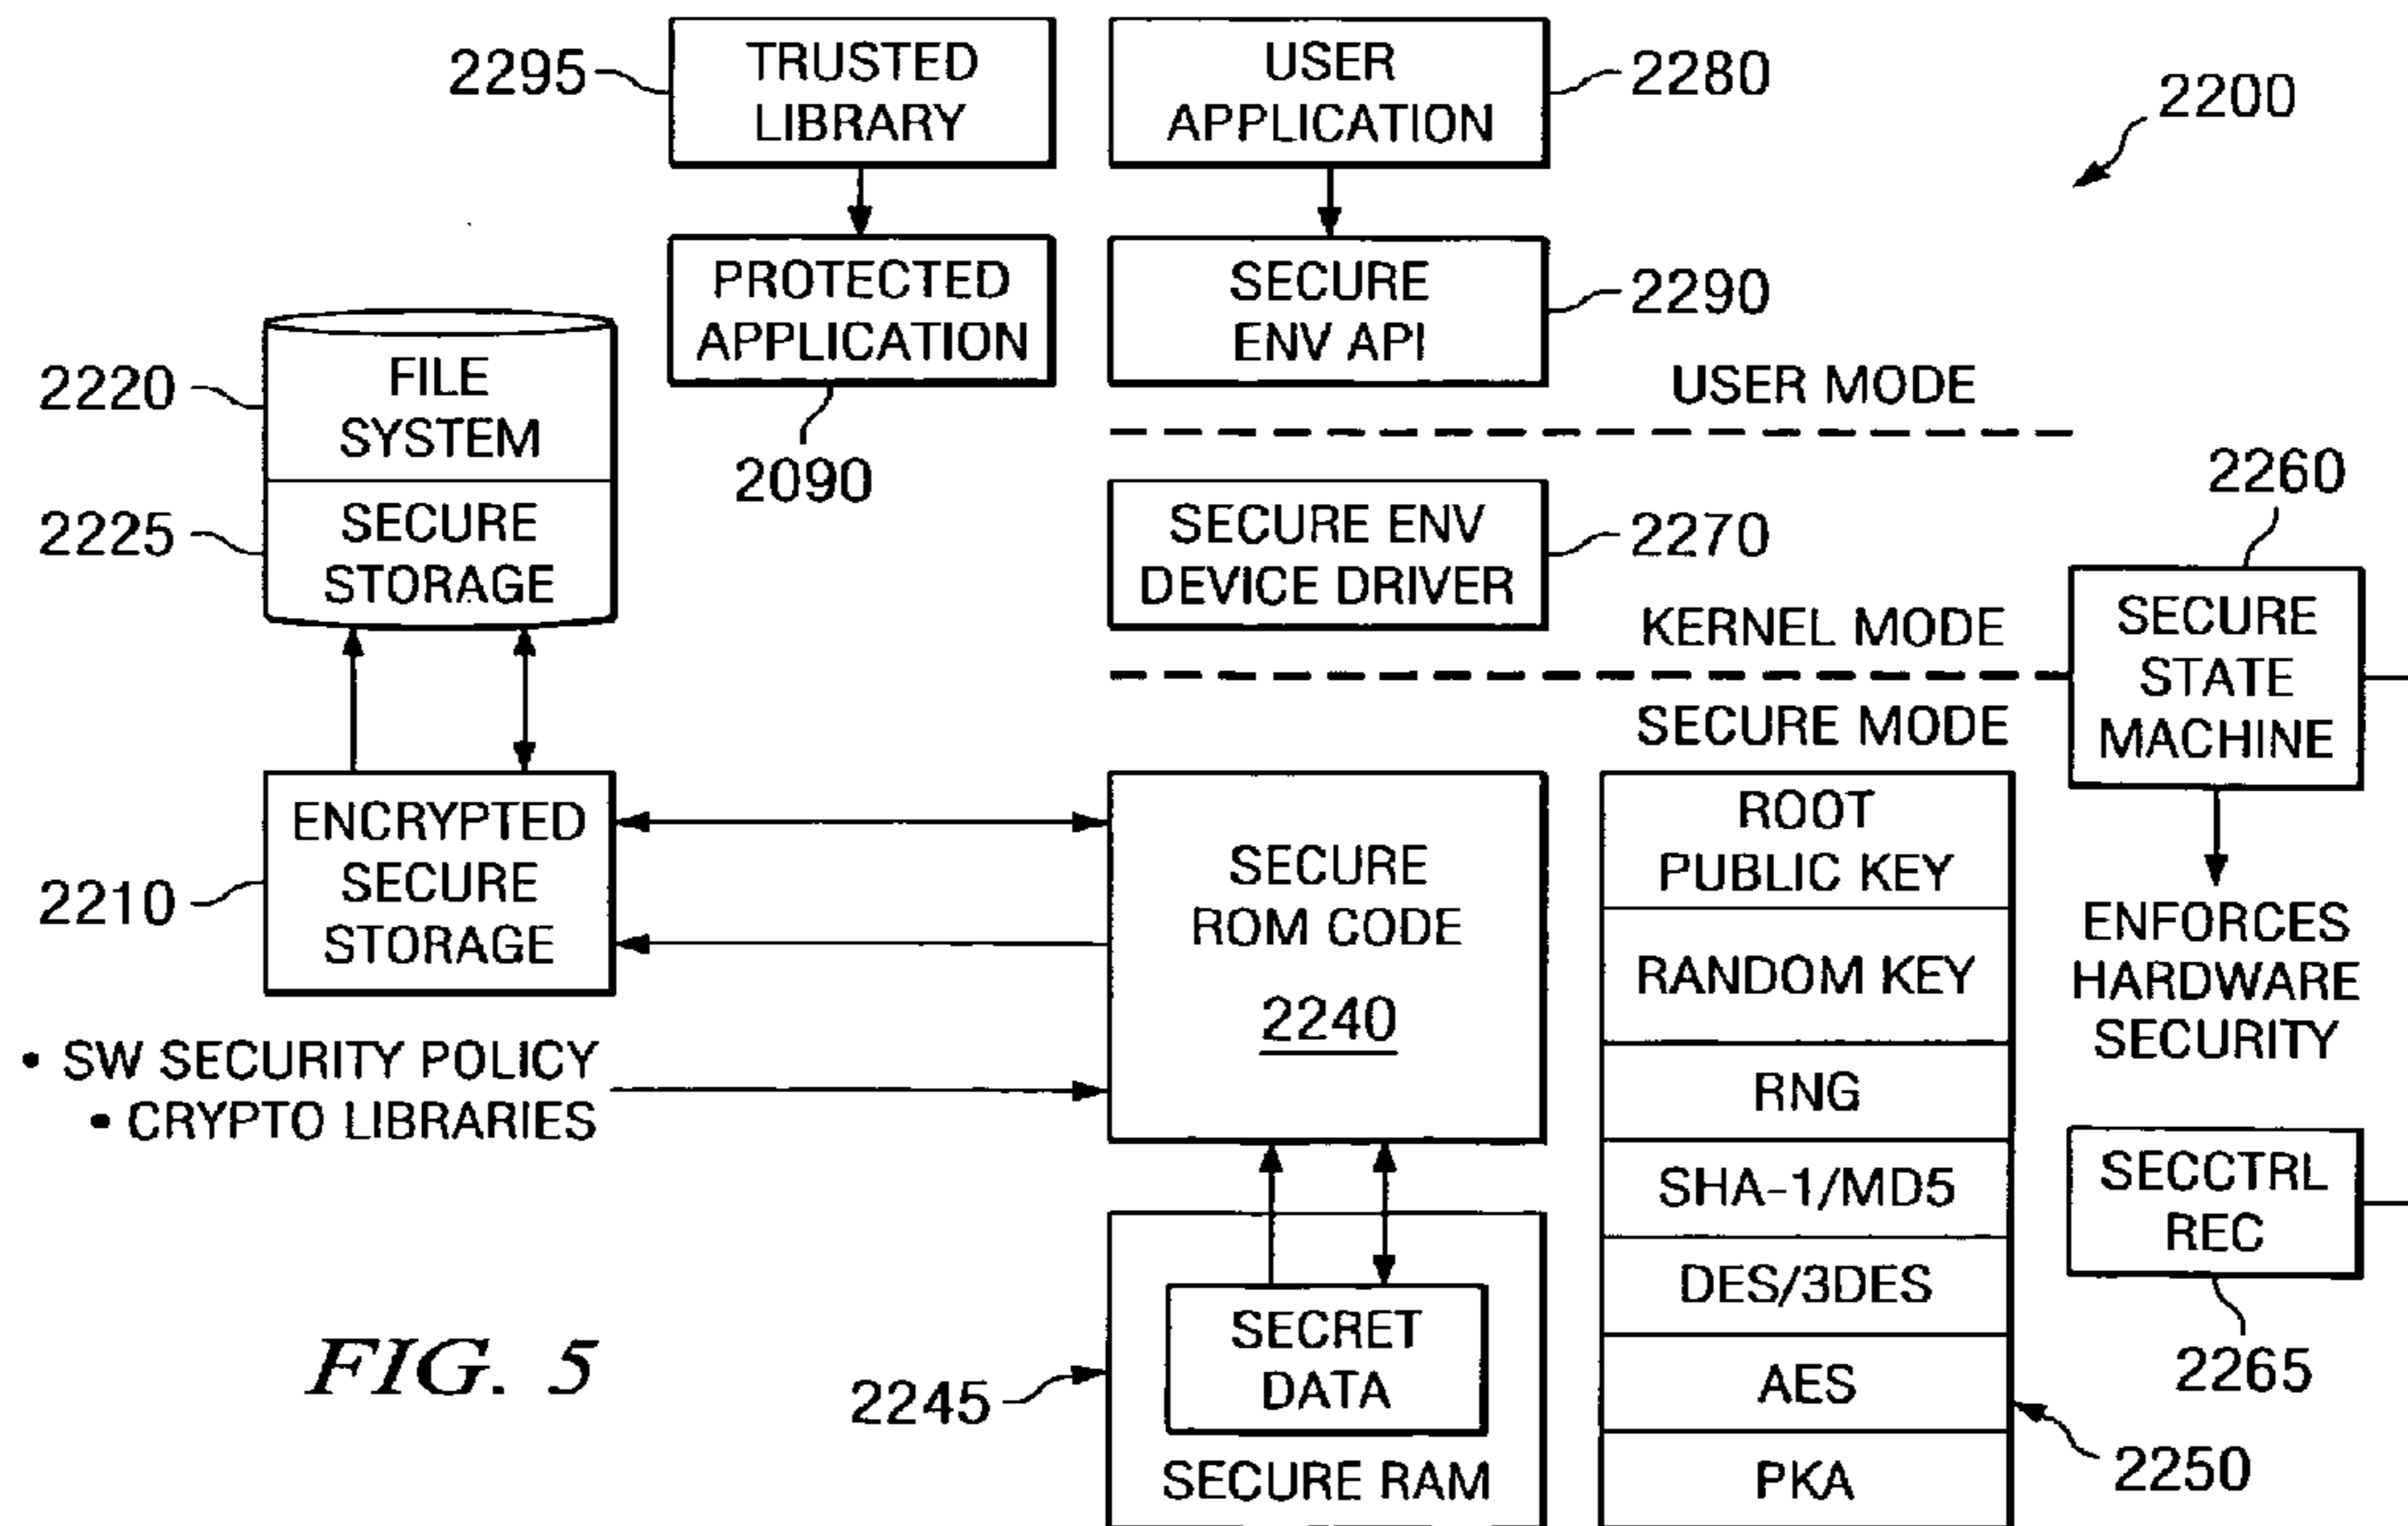 2295
TRUSTED
LIBRARY
USER
APPLICATION
2280
2200
PROTECTED
APPLICATION
2090
SECURE
ENV API
2290
USER MODE
2220
FILE
SYSTEM
2225
SECURE
STORAGE
SECURE ENV
DEVICE DRIVER
2270
KERNEL MODE
2260
SECURE
STATE
MACHINE
SECURE MODE
2210
ENCRYPTED
SECURE
STORAGE
SECURE
ROM CODE
2240
ROOT
PUBLIC KEY
RANDOM KEY
RNG
SHA-1/MD5
DES/3DES
AES
PKA
2250
ENFORCES
HARDWARE
SECURITY
• SW SECURITY POLICY
• CRYPTO LIBRARIES
SECCTRL
REC
2265
2245
SECRET
DATA
SECURE RAM
FIG. 5